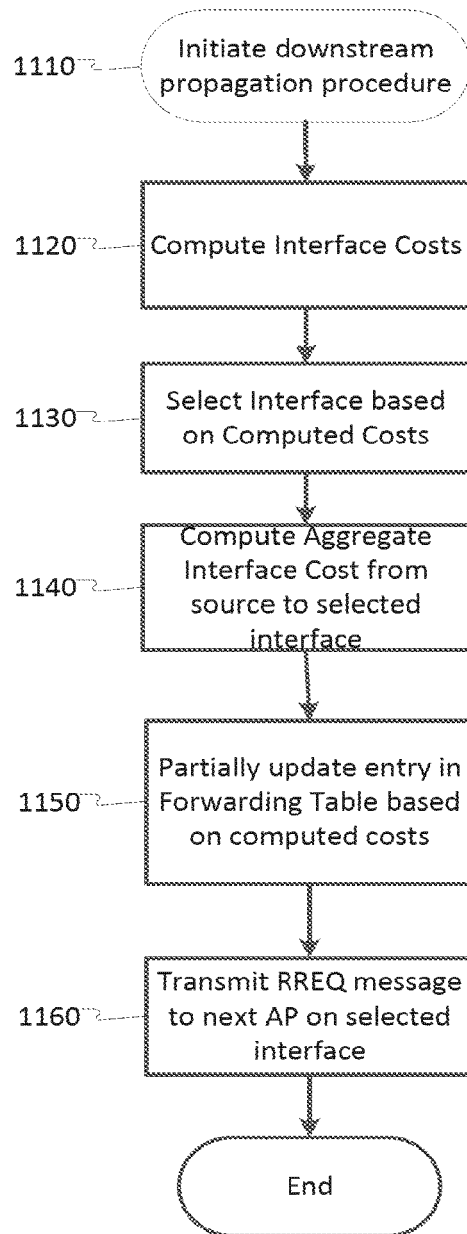 1110
Initiate downstream
propagation procedure
1120
Compute Interface Costs
1130
Select Interface based
on Computed Costs
1140
Compute Aggregate
Interface Cost from
source to selected
interface
1150
Partially update entry in
Forwarding Table based
on computed costs
1160
Transmit RREQ message
to next AP on selected
interface
End